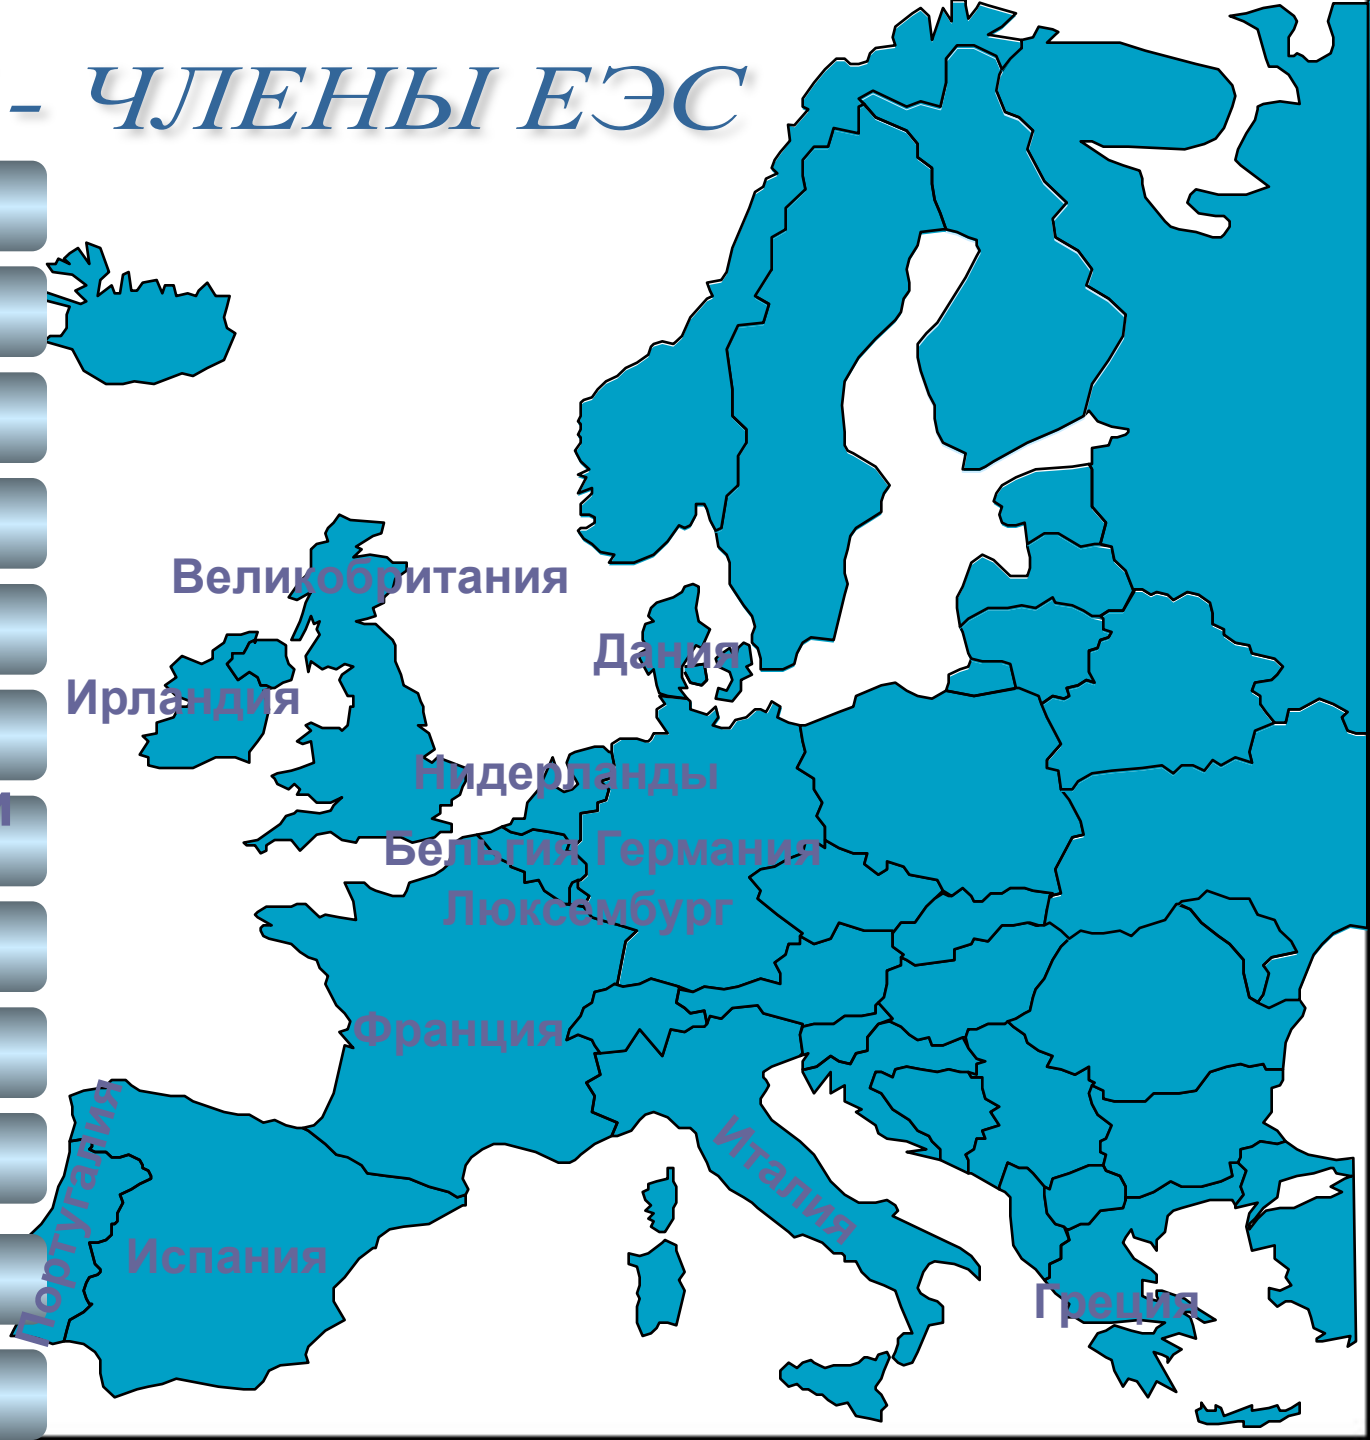 - ЧЛЕНЫ ЕЭС
Великобритания
Дания
Ирландия
Нидерланды
и
Бельгия Германия
Люксембург
Франция
Португалия
Италия
Испания
Греция